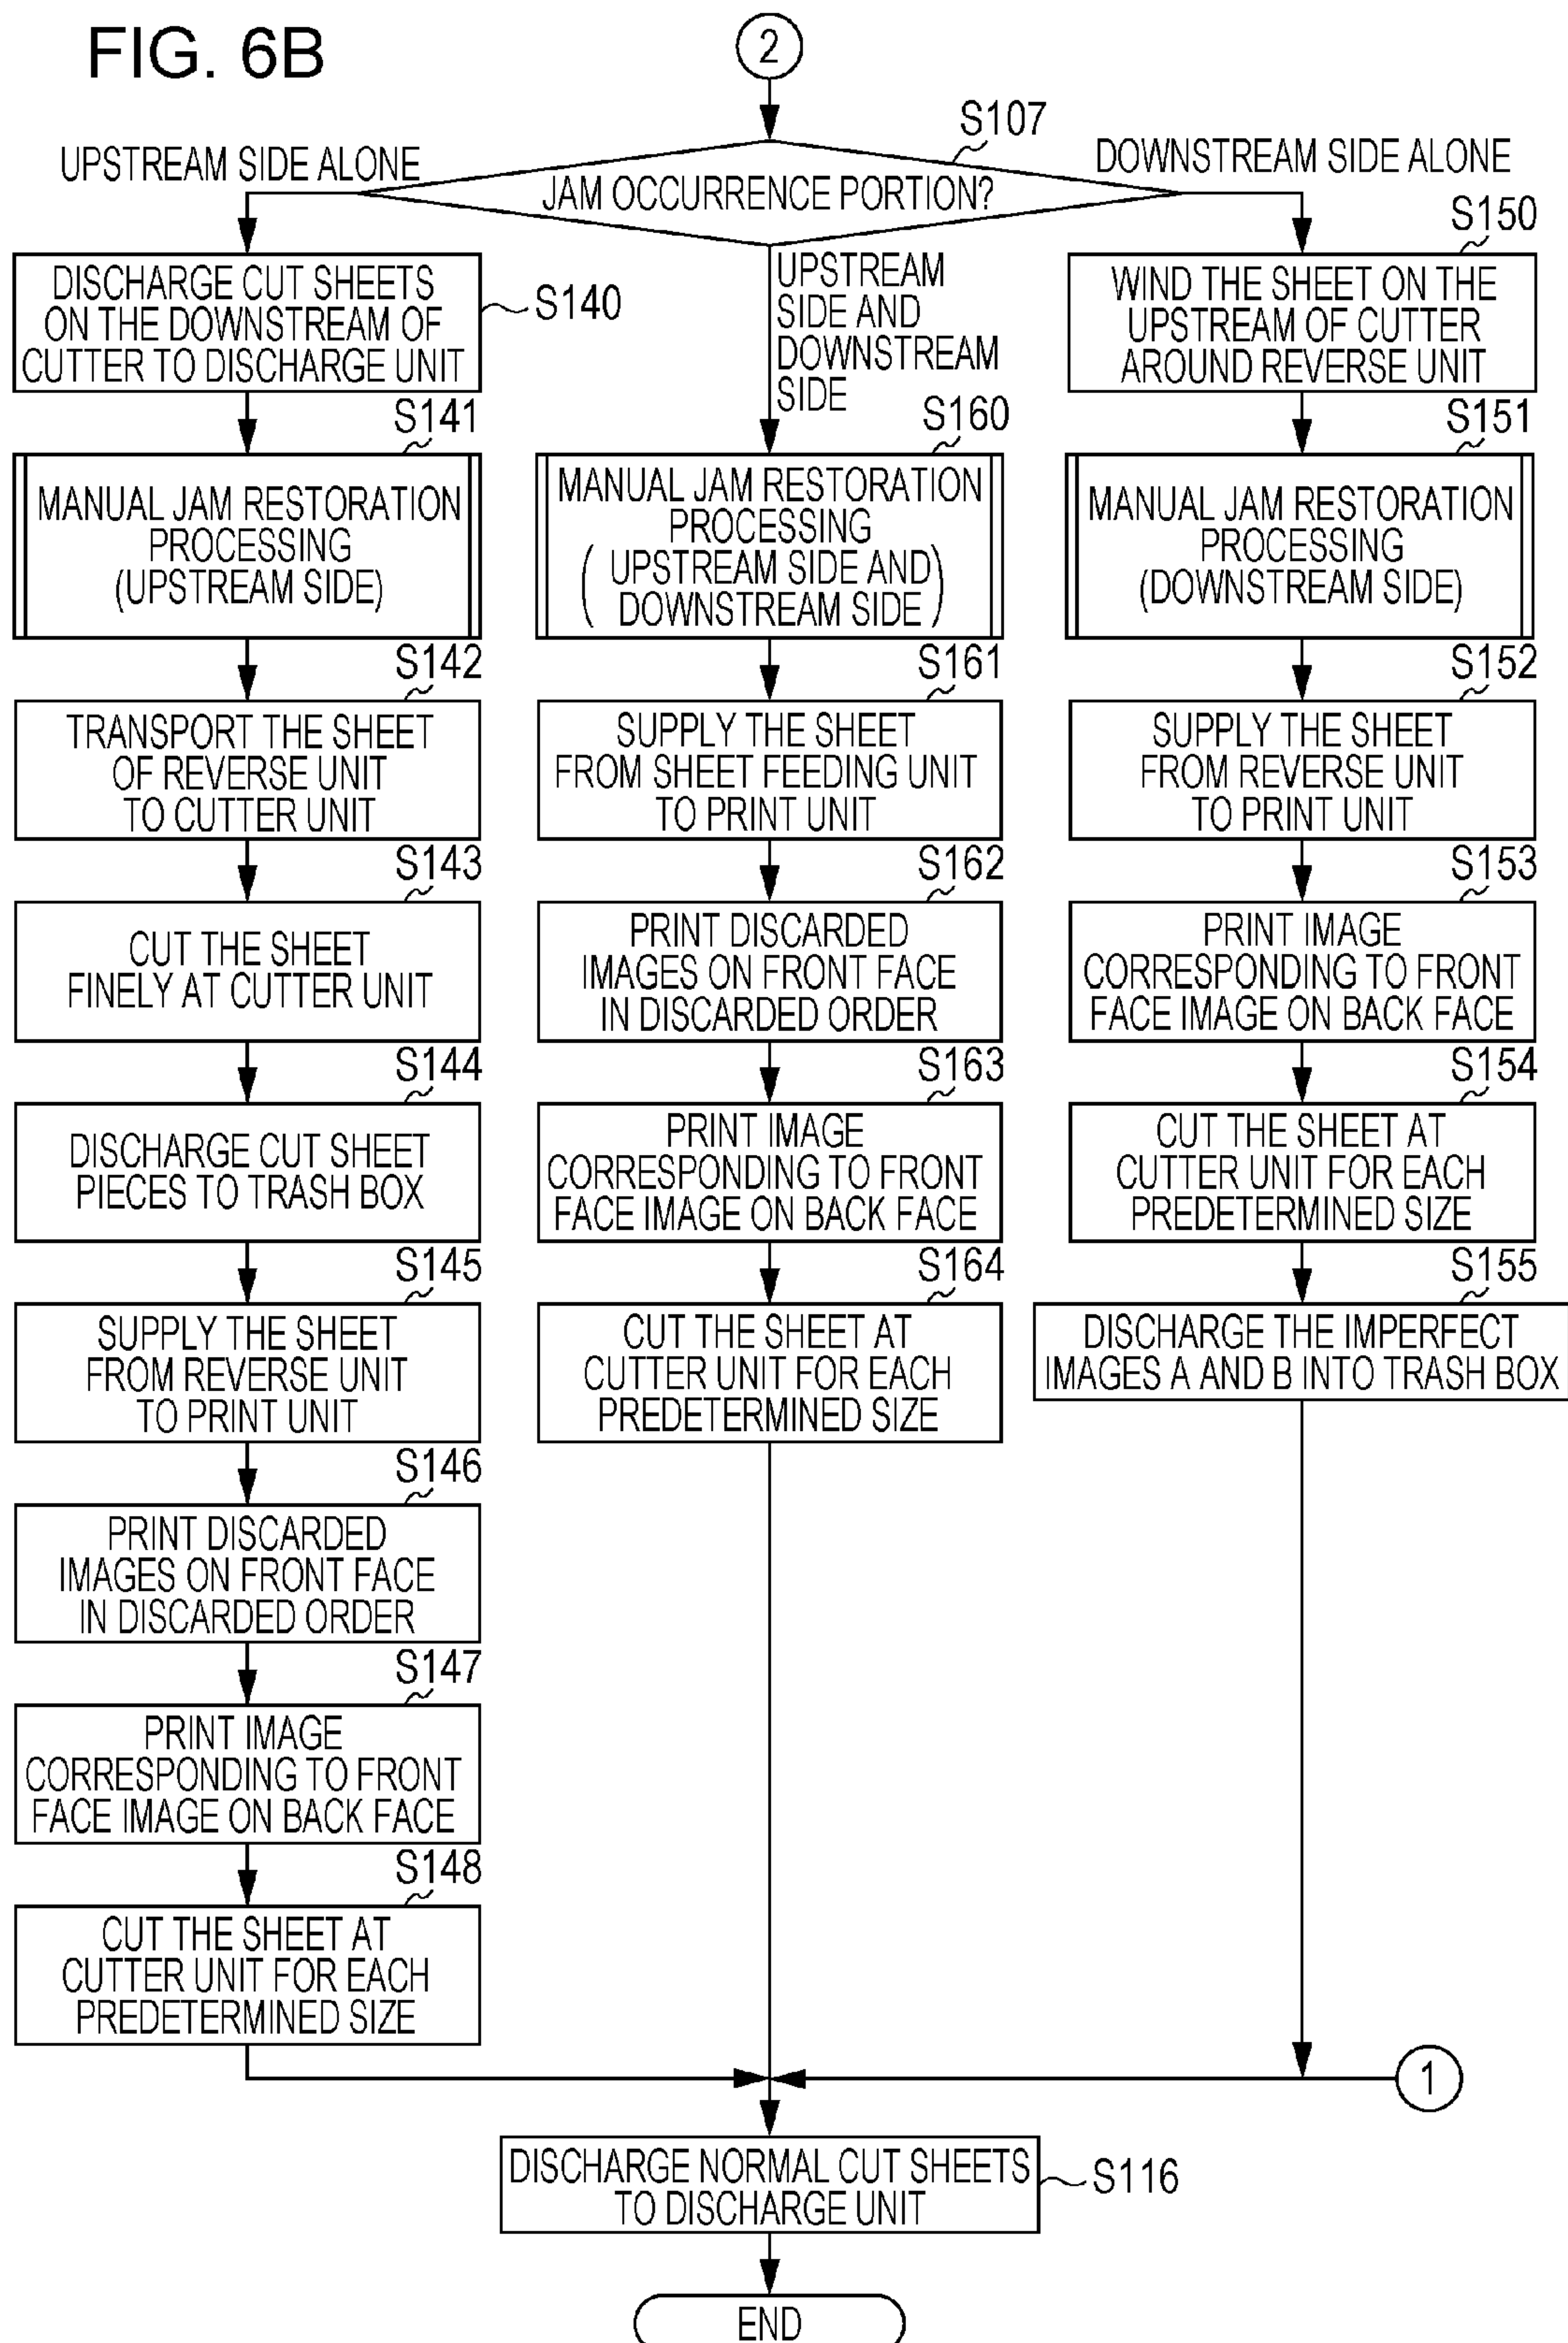 FIG. 6B
2
S107
UPSTREAM SIDE ALONE
JAM OCCURRENCE PORTION?
DOWNSTREAM SIDE ALONE
DISCHARGE CUT SHEETS
ON THE DOWNSTREAM OF
CUTTER TO DISCHARGE UNIT
S140
S141
MANUAL JAM RESTORATION
PROCESSING
(UPSTREAM SIDE)
S142
TRANSPORT THE SHEET
OF REVERSE UNIT
TO CUTTER UNIT
S143
CUT THE SHEET
FINELY AT CUTTER UNIT
S144
DISCHARGE CUT SHEET
PIECES TO TRASH BOX
S145
SUPPLY THE SHEET
FROM REVERSE UNIT
TO PRINT UNIT
S146
PRINT DISCARDED
IMAGES ON FRONT FACE
IN DISCARDED ORDER
S147
PRINT IMAGE
CORRESPONDING TO FRONT
FACE IMAGE ON BACK FACE
S148
CUT THE SHEET AT
CUTTER UNIT FOR EACH
PREDETERMINED SIZE
UPSTREAM
SIDE AND
DOWNSTREAM
SIDE
S160
MANUAL JAM RESTORATION
PROCESSING
(UPSTREAM SIDE AND
DOWNSTREAM SIDE)
S161
SUPPLY THE SHEET
FROM SHEET FEEDING UNIT
TO PRINT UNIT
S162
PRINT DISCARDED
IMAGES ON FRONT FACE
IN DISCARDED ORDER
S163
PRINT IMAGE
CORRESPONDING TO FRONT
FACE IMAGE ON BACK FACE
S164
CUT THE SHEET AT
CUTTER UNIT FOR EACH
PREDETERMINED SIZE
S150
WIND THE SHEET ON THE
UPSTREAM OF CUTTER
AROUND REVERSE UNIT
S151
MANUAL JAM RESTORATION
PROCESSING
(DOWNSTREAM SIDE)
S152
SUPPLY THE SHEET
FROM REVERSE UNIT
TO PRINT UNIT
S153
PRINT IMAGE
CORRESPONDING TO FRONT
FACE IMAGE ON BACK FACE
S154
CUT THE SHEET AT
CUTTER UNIT FOR EACH
PREDETERMINED SIZE
S155
DISCHARGE THE IMPERFECT
IMAGES A AND B INTO TRASH BOX
1
DISCHARGE NORMAL CUT SHEETS
TO DISCHARGE UNIT
S116
END